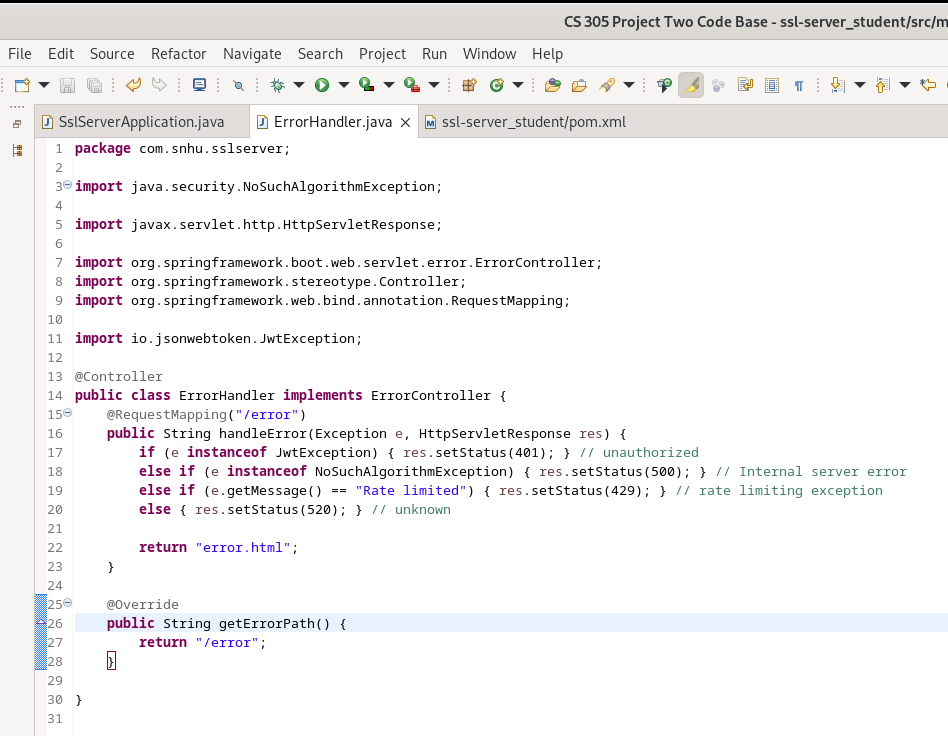 CS 305 Project Two Code Base - ssl-server_student/src/m
File Edit Source Refactor Navigate Search Project Run Window Help
SslServerApplication.java ErrorHandler.java ssl-server_student/pom.xml
1 package com.snhu.sslserver;
2
3 import java.security.NoSuchAlgorithmException;
4
5 import javax.servlet.http.HttpServletResponse;
6
7 import org.springframework.boot.web.servlet.error.ErrorController;
8 import org.springframework.stereotype.Controller;
9 import org.springframework.web.bind.annotation.RequestMapping;
10
11 import io.jsonwebtoken.JwtException;
12
13 @Controller
14 public class ErrorHandler implements ErrorController {
15 @RequestMapping("/error")
16 public String handleError(Exception e, HttpServletResponse res) {
17 if (e instanceof JwtException) { res.setStatus(401); } // unauthorized
18 else if (e instanceof NoSuchAlgorithmException) { res.setStatus(500); } // Internal server error
19 else if (e.getMessage() == "Rate limited") { res.setStatus(429); } // rate limiting exception
20 else { res.setStatus(520); } // unknown
21
22 return "error.html";
23 }
24
25 @Override
26 public String getErrorPath() {
27 return "/error";
28 }
29
30 }
31